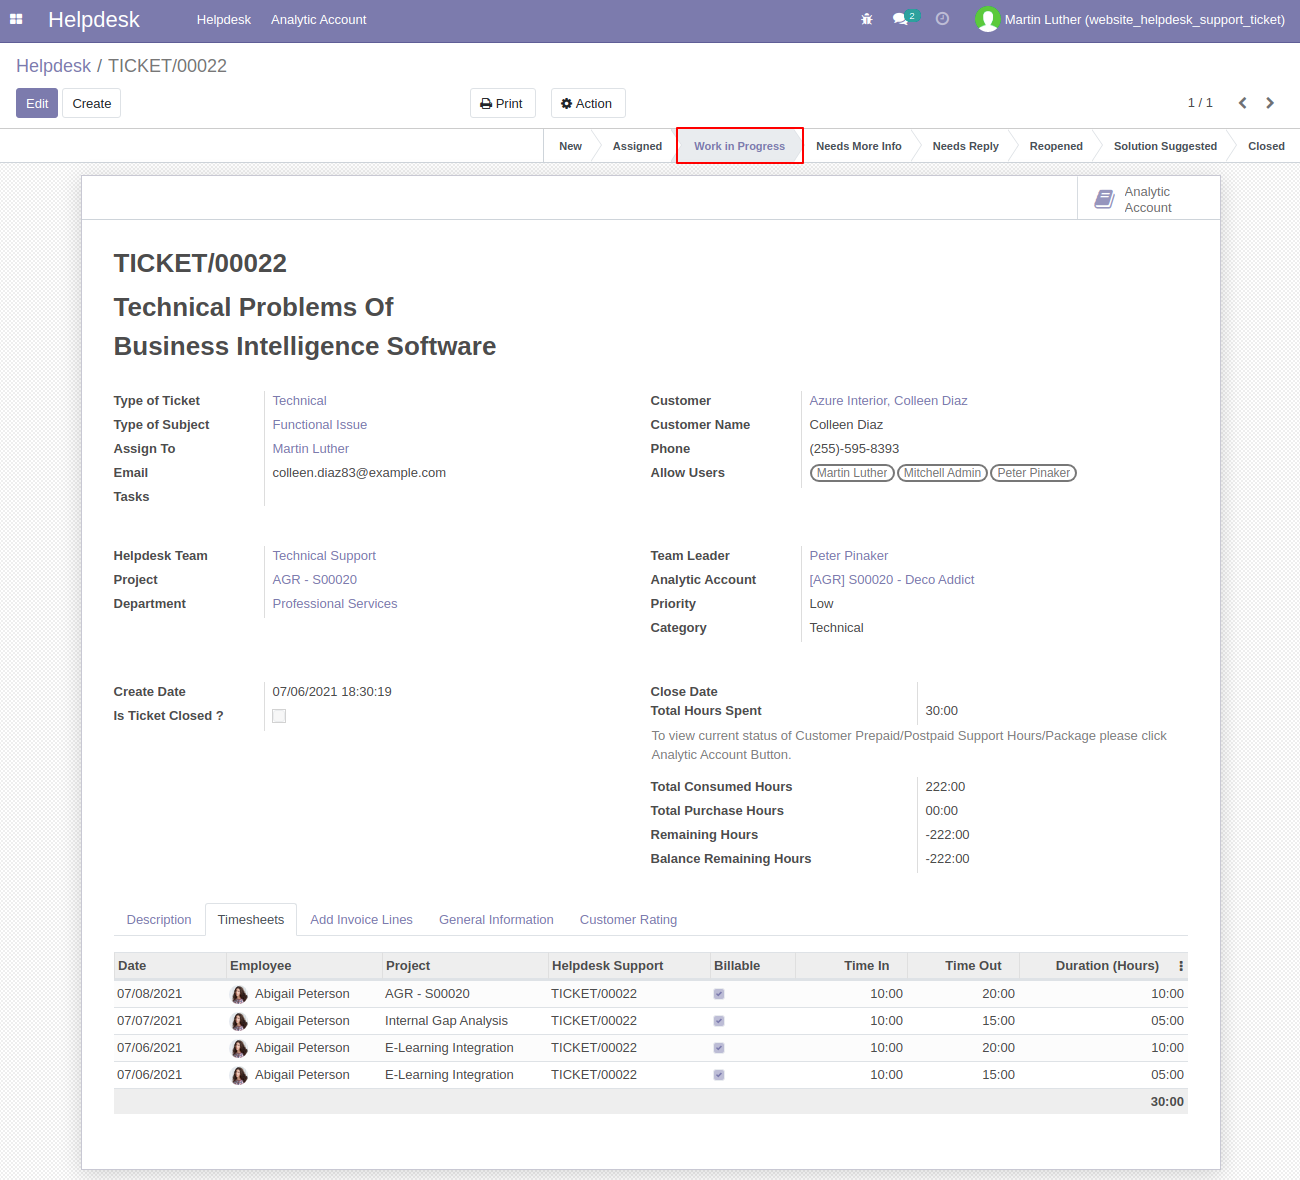 Helpdesk Helpdesk Analytic Account 2 Martin Luther (website_helpdesk_support_ticket)
Helpdesk / TICKET/00022
Edit Create Print Action 1 / 1
New Assigned Work in Progress Needs More Info Needs Reply Reopened Solution Suggested Closed
Analytic
Account
TICKET/00022
Technical Problems Of
Business Intelligence Software
Type of Ticket Technical Customer Azure Interior, Colleen Diaz
Type of Subject Functional Issue Customer Name Colleen Diaz
Assign To Martin Luther Phone (255)-595-8393
Email colleen.diaz83@example.com Allow Users Martin Luther Mitchell Admin Peter Pinaker
Tasks
Helpdesk Team Technical Support Team Leader Peter Pinaker
Project AGR - S00020 Analytic Account [AGR] S00020 - Deco Addict
Department Professional Services Priority Low
Category Technical
Create Date 07/06/2021 18:30:19 Close Date
Is Ticket Closed ? Total Hours Spent 30:00
To view current status of Customer Prepaid/Postpaid Support Hours/Package please click
Analytic Account Button.
Total Consumed Hours 222:00
Total Purchase Hours 00:00
Remaining Hours -222:00
Balance Remaining Hours -222:00
Description Timesheets Add Invoice Lines General Information Customer Rating
Date Employee Project Helpdesk Support Billable Time In Time Out Duration (Hours)
07/08/2021 Abigail Peterson AGR - S00020 TICKET/00022 10:00 20:00 10:00
07/07/2021 Abigail Peterson Internal Gap Analysis TICKET/00022 10:00 15:00 05:00
07/06/2021 Abigail Peterson E-Learning Integration TICKET/00022 10:00 20:00 10:00
07/06/2021 Abigail Peterson E-Learning Integration TICKET/00022 10:00 15:00 05:00
30:00